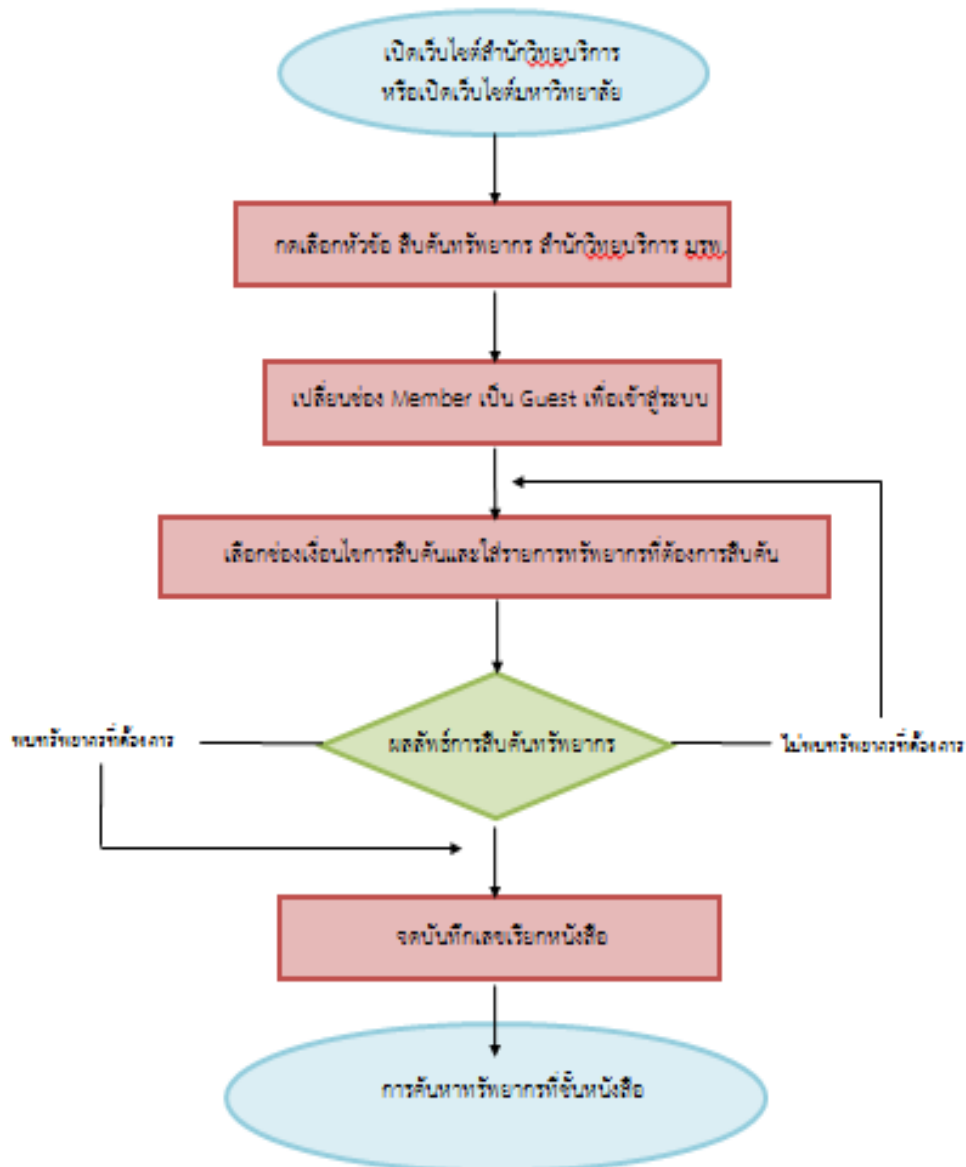 เปิดเว็บไซต์สำนักวิทยบริการ
หรือเปิดเว็บไซต์มหาวิทยาลัย
กดเลือกหัวข้อ สืบค้นทรัพยากร สำนักวิทยบริการ มรท.
เปลี่ยนช่อง Member เป็น Guest เพื่อเข้าสู่ระบบ
เลือกช่องเงื่อนไขการสืบค้นและใส่รายการทรัพยากรที่ต้องการสืบค้น
พบทรัพยากรที่ต้องการ
ผลลัพธ์การสืบค้นทรัพยากร
ไม่พบทรัพยากรที่ต้องการ
จดบันทึกเลขเรียกหนังสือ
การค้นหาทรัพยากรที่ชั้นหนังสือ